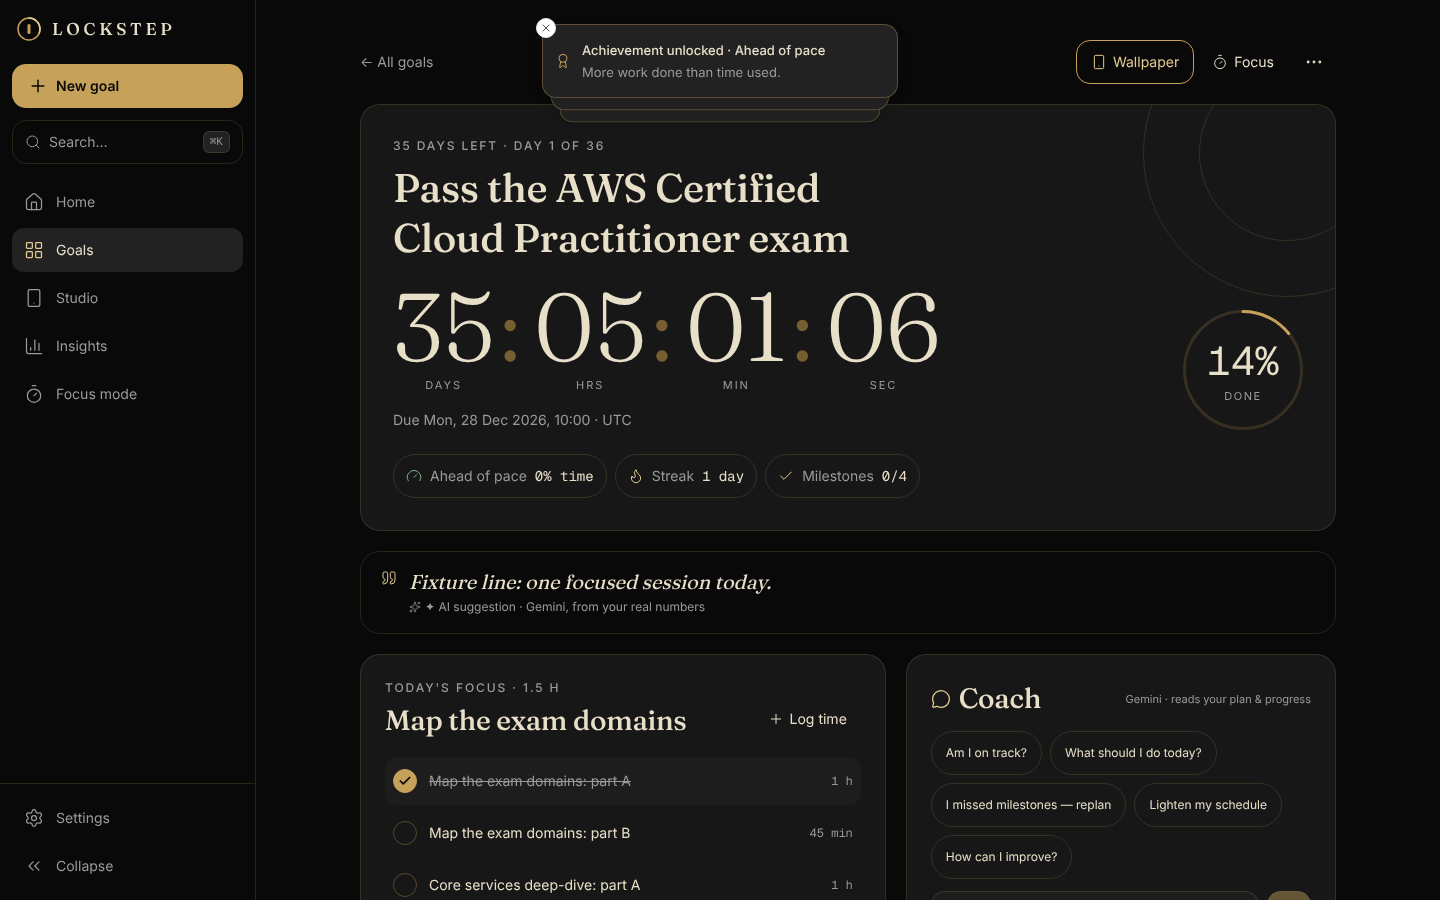 LOCKSTEP
New goal
Search... ⌘K
Home
Goals
Studio
Insights
Focus mode
Settings
Collapse
← All goals
Achievement unlocked · Ahead of pace
More work done than time used.
Wallpaper
Focus
35 DAYS LEFT · DAY 1 OF 36
Pass the AWS Certified
Cloud Practitioner exam
35:05:01:06
DAYS HRS MIN SEC
14%
DONE
Due Mon, 28 Dec 2026, 10:00 · UTC
Ahead of pace 0% time
Streak 1 day
Milestones 0/4
Fixture line: one focused session today.
✦ AI suggestion · Gemini, from your real numbers
TODAY'S FOCUS · 1.5 H
Map the exam domains
Log time
Map the exam domains: part A 1 h
Map the exam domains: part B 45 min
Core services deep-dive: part A 1 h
Coach
Gemini · reads your plan & progress
Am I on track?
What should I do today?
I missed milestones — replan
Lighten my schedule
How can I improve?